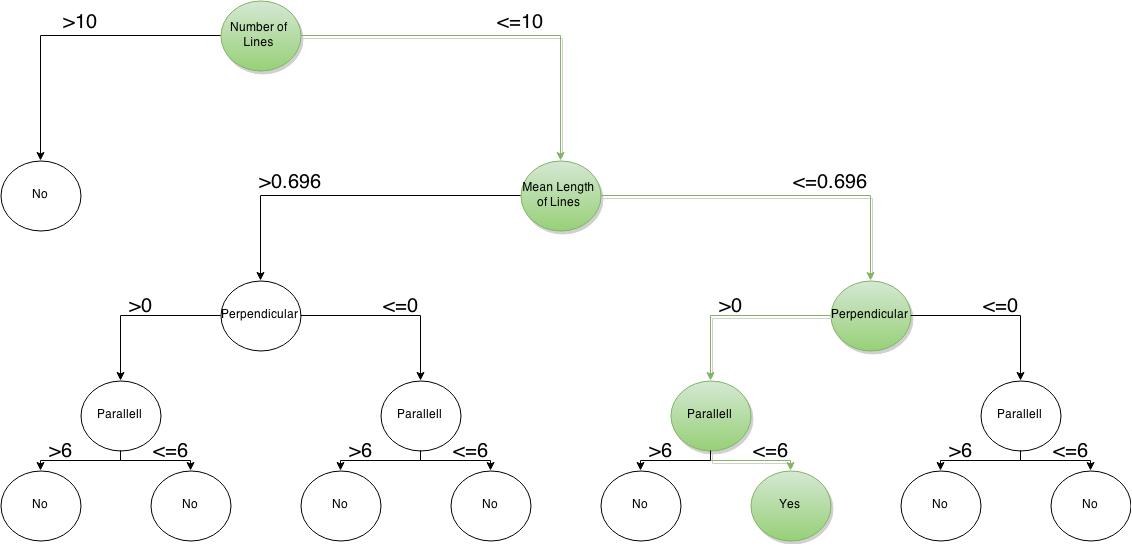 >10
Number of
Lines
<=10
No
>0.696
Mean Length
of Lines
<=0.696
>0
Perpendicular
<=0
>0
Perpendicular
<=0
Parallell
Parallell
Parallell
Parallell
>6
<=6
>6
<=6
>6
<=6
>6
<=6
No
No
No
No
No
Yes
No
No